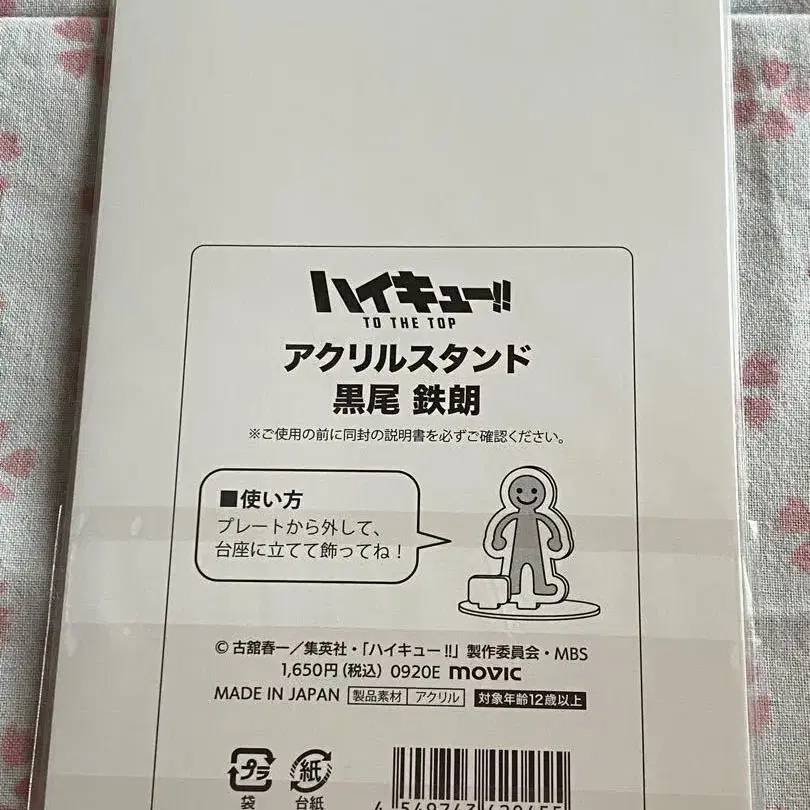 ハイキュー!!
TO THE TOP
アクリルスタンド
黒尾 鉄朗
※ご使用の前に同封の説明書を必ずご確認ください。
■使い方
プレートから外して、
台座に立てて飾ってね！
© 古舘春一／集英社・「ハイキュー!!」製作委員会・MBS
1,650円（税込） 0920E movic
MADE IN JAPAN 製品素材 アクリル 対象年齢12歳以上
プラ 紙
袋 台紙